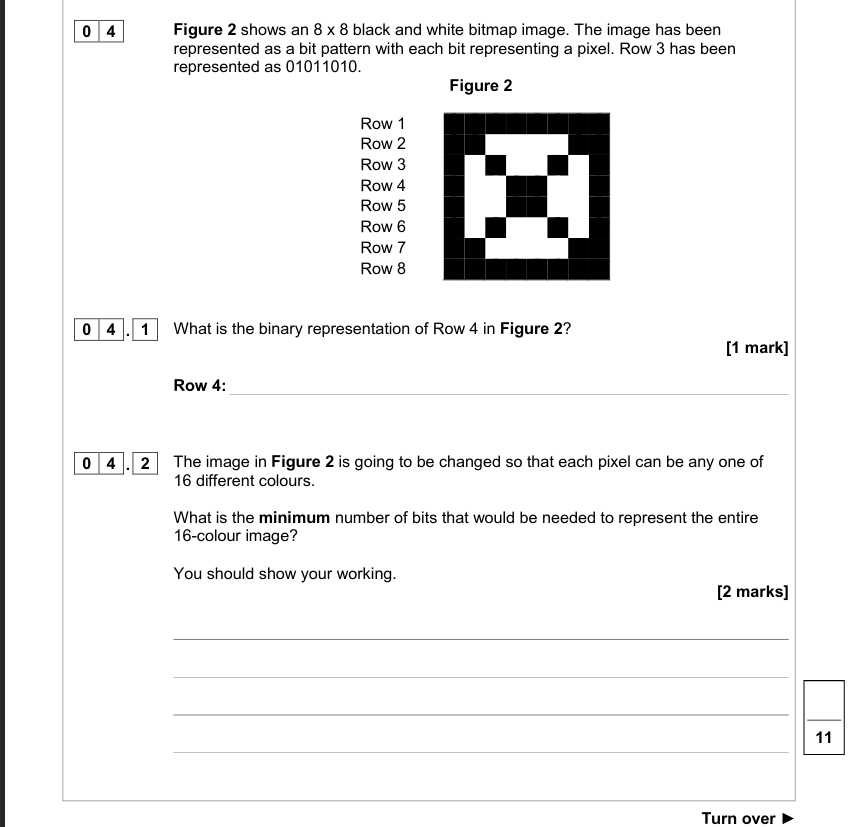 0 4 Figure 2 shows an 8 x 8 black and white bitmap image. The image has been
represented as a bit pattern with each bit representing a pixel. Row 3 has been
represented as 01011010.
Figure 2
Row 1
Row 2
Row 3
Row 4
Row 5
Row 6
Row 7
Row 8
0 4 . 1 What is the binary representation of Row 4 in Figure 2?
[1 mark]
Row 4:
0 4 . 2 The image in Figure 2 is going to be changed so that each pixel can be any one of
16 different colours.
What is the minimum number of bits that would be needed to represent the entire
16-colour image?
You should show your working.
[2 marks]
11
Turn over ►